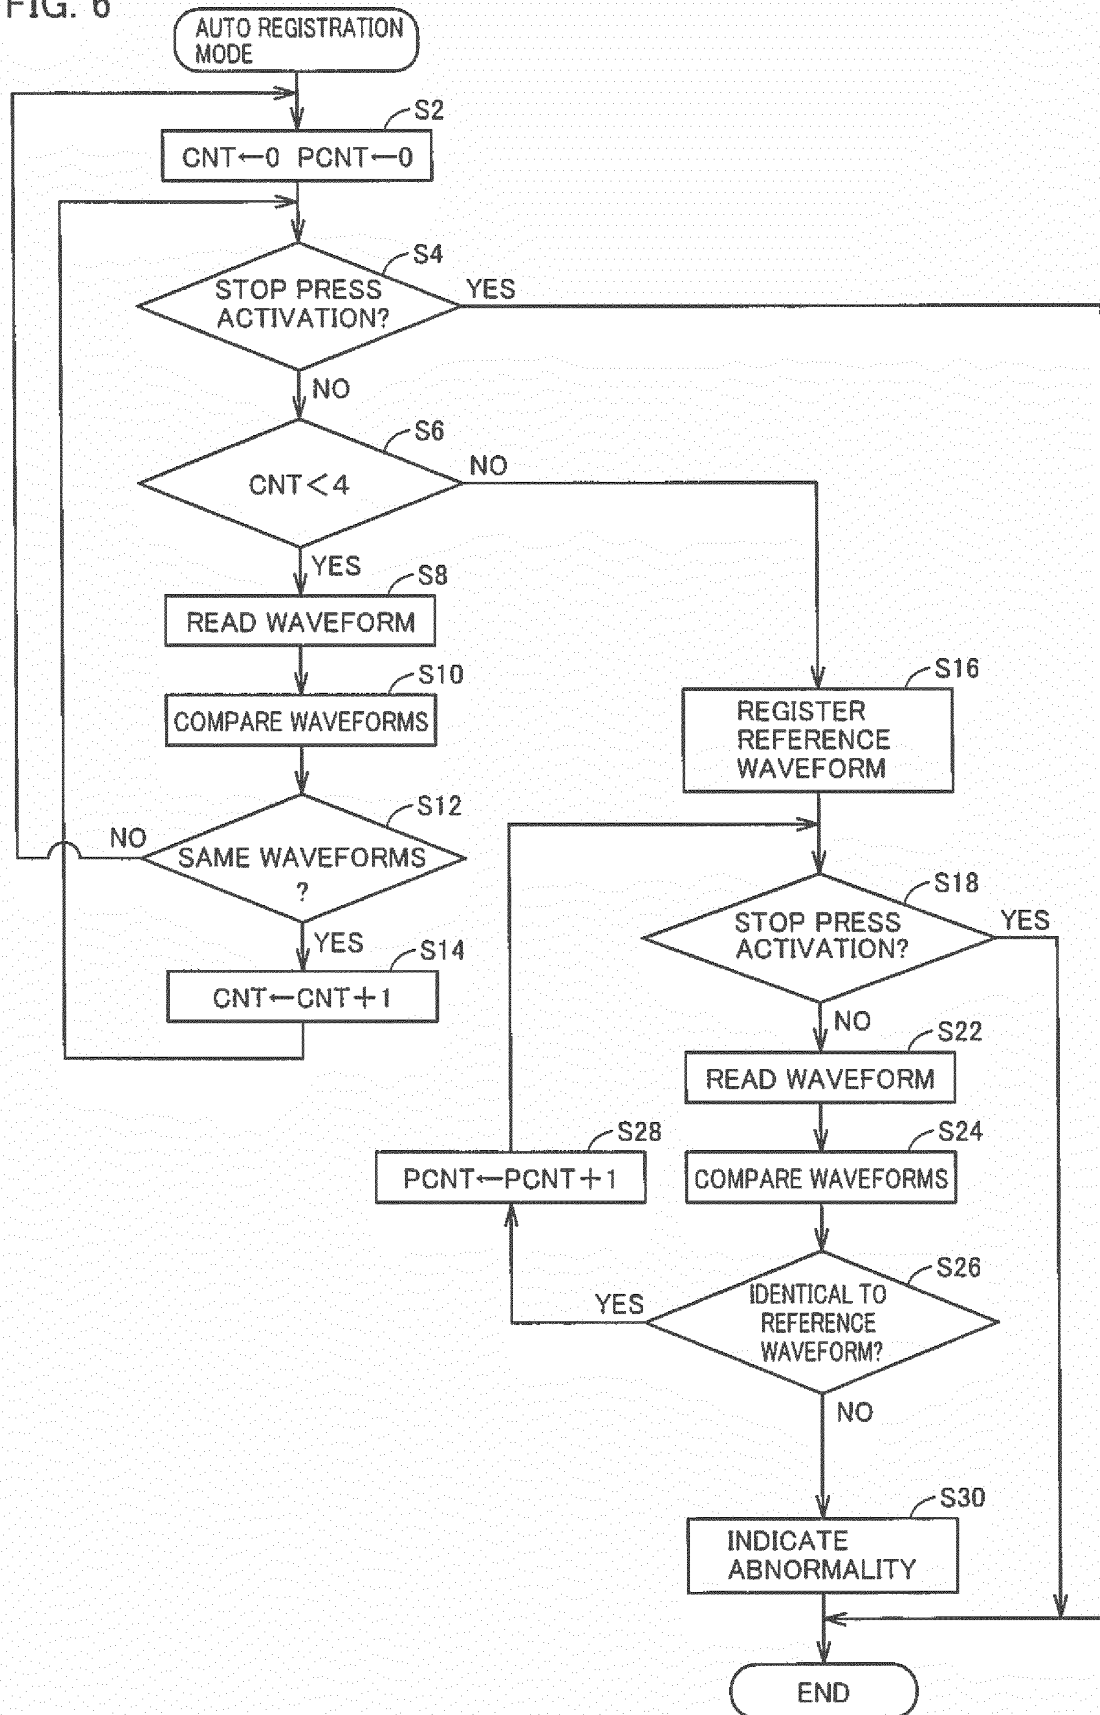 FIG. 6
AUTO REGISTRATION
MODE
S2
CNT←0 PCNT←0
S4
STOP PRESS
ACTIVATION?
YES
NO
S6
CNT<4
NO
YES
S8
READ WAVEFORM
S10
COMPARE WAVEFORMS
S12
NO
SAME WAVEFORMS
?
YES
S14
CNT←CNT+1
S16
REGISTER
REFERENCE
WAVEFORM
S18
STOP PRESS
ACTIVATION?
YES
NO
S22
READ WAVEFORM
S24
COMPARE WAVEFORMS
S28
PCNT←PCNT+1
S26
IDENTICAL TO
REFERENCE
WAVEFORM?
YES
NO
S30
INDICATE
ABNORMALITY
END